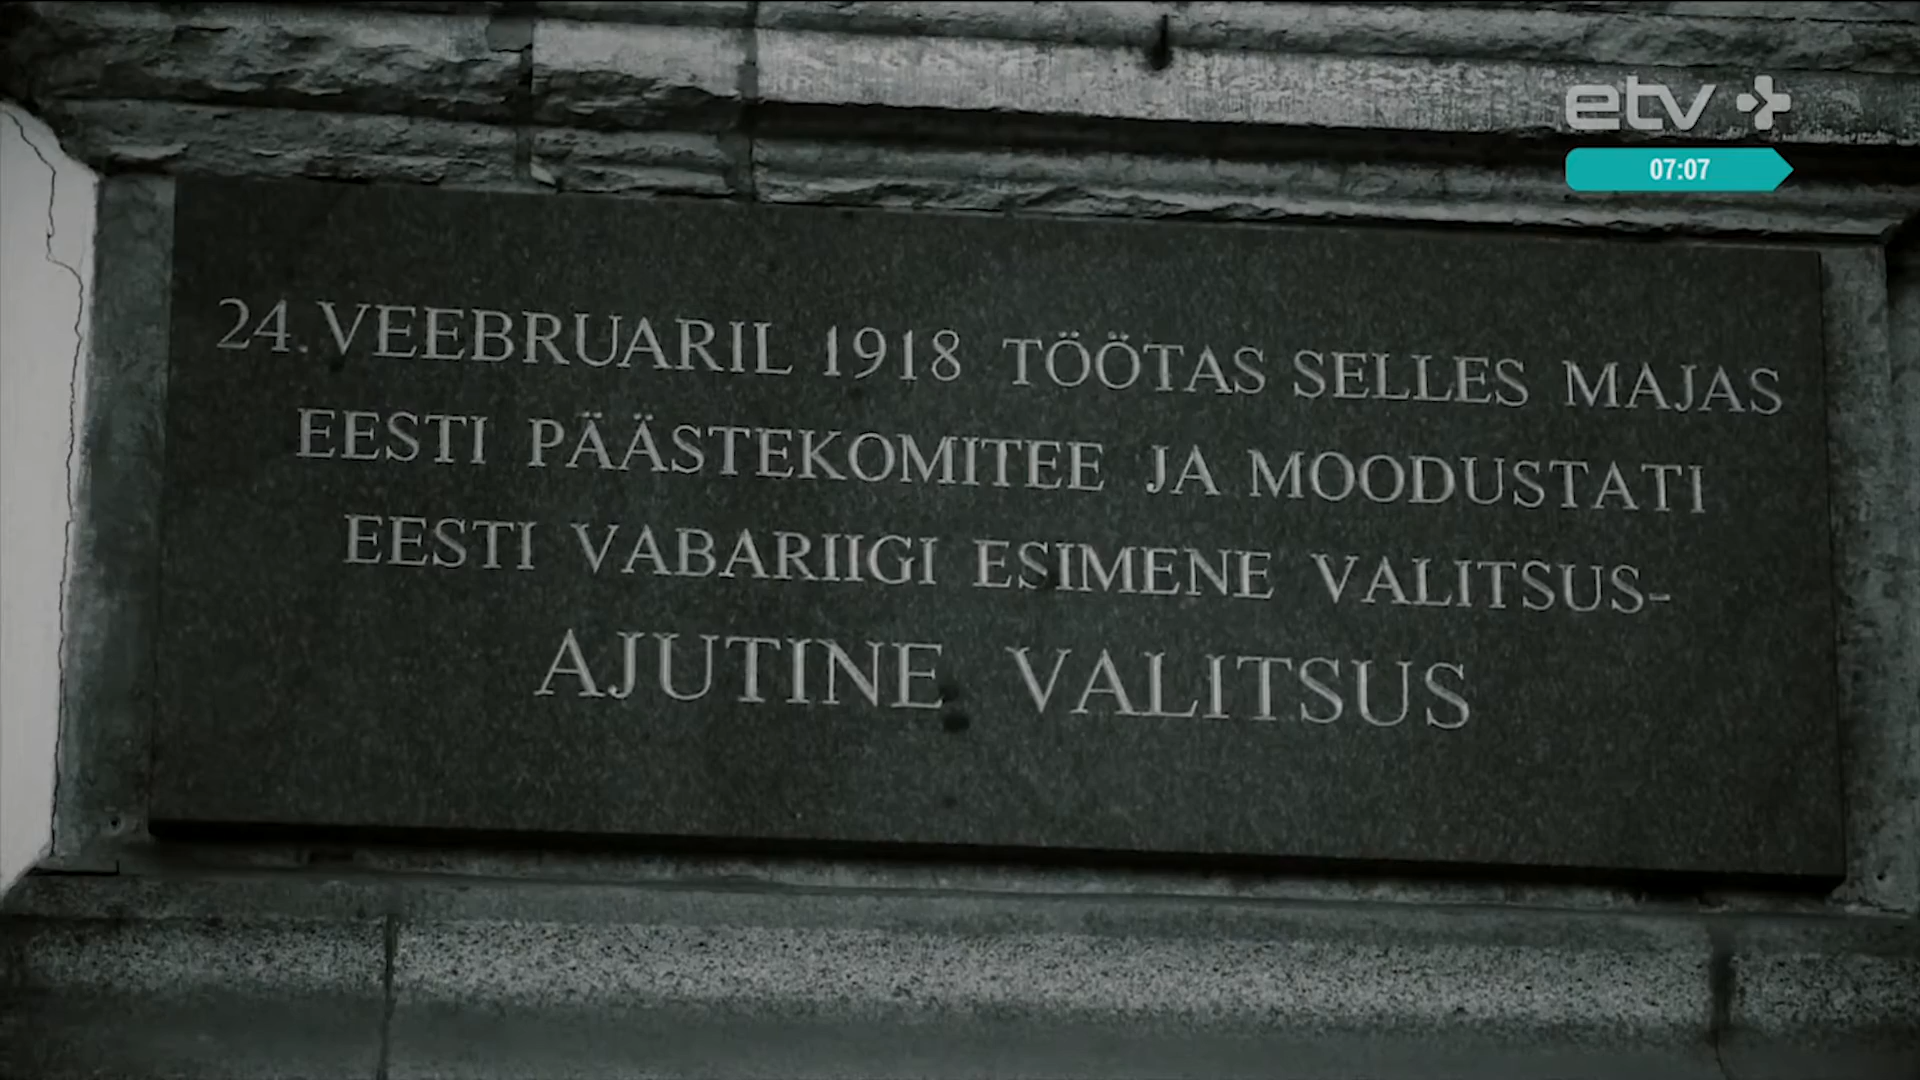 etv+
07:07
24. VEEBRUARIL 1918 TÖÖTAS SELLES MAJAS
EESTI PÄÄSTEKOMITEE JA MOODUSTATI
EESTI VABARIIGI ESIMENE VALITSUS-
AJUTINE VALITSUS